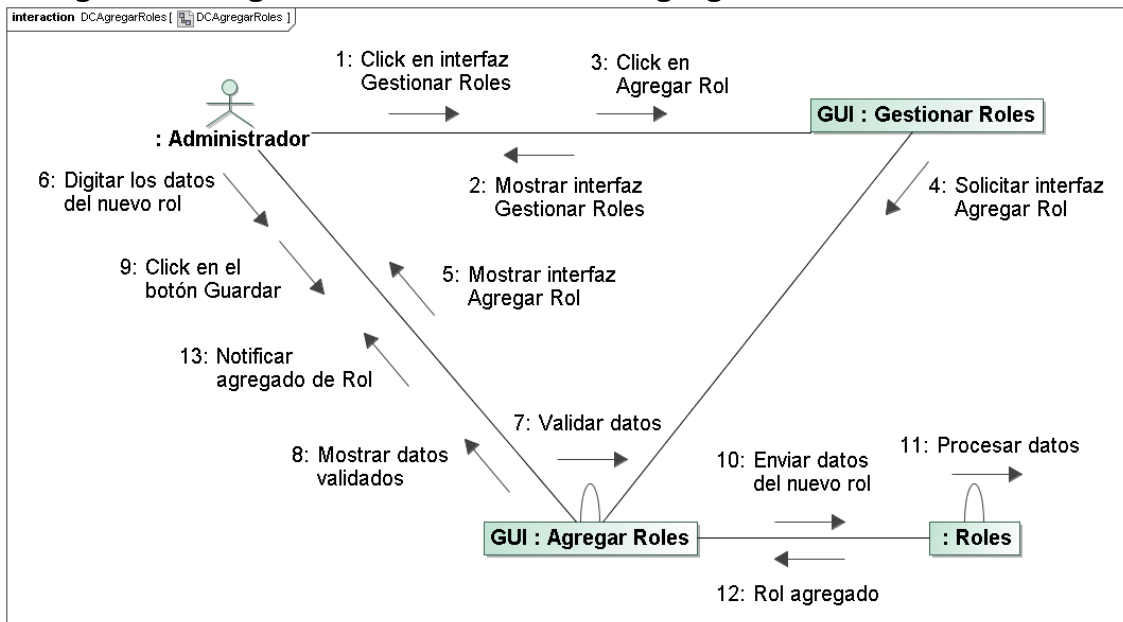 interaction DCAgregarRoles [ DCAgregarRoles ]
1: Click en interfaz
Gestionar Roles
3: Click en
Agregar Rol
: Administrador
GUI : Gestionar Roles
2: Mostrar interfaz
Gestionar Roles
4: Solicitar interfaz
Agregar Rol
6: Digitar los datos
del nuevo rol
9: Click en el
botón Guardar
5: Mostrar interfaz
Agregar Rol
13: Notificar
agregado de Rol
7: Validar datos
8: Mostrar datos
validados
10: Enviar datos
del nuevo rol
11: Procesar datos
GUI : Agregar Roles
: Roles
12: Rol agregado